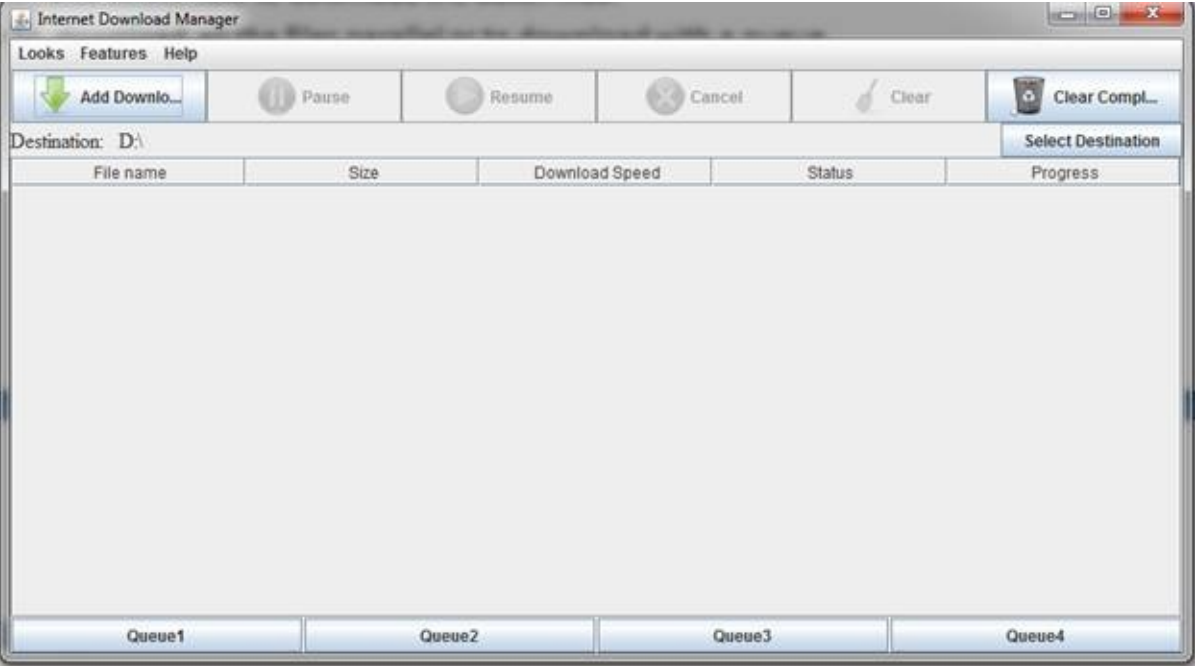 Internet Download Manager
Looks Features Help
Add Downlo... Pause Resume Cancel Clear Clear Compl...
Destination: D:\
Select Destination
File name Size Download Speed Status Progress
Queue1 Queue2 Queue3 Queue4